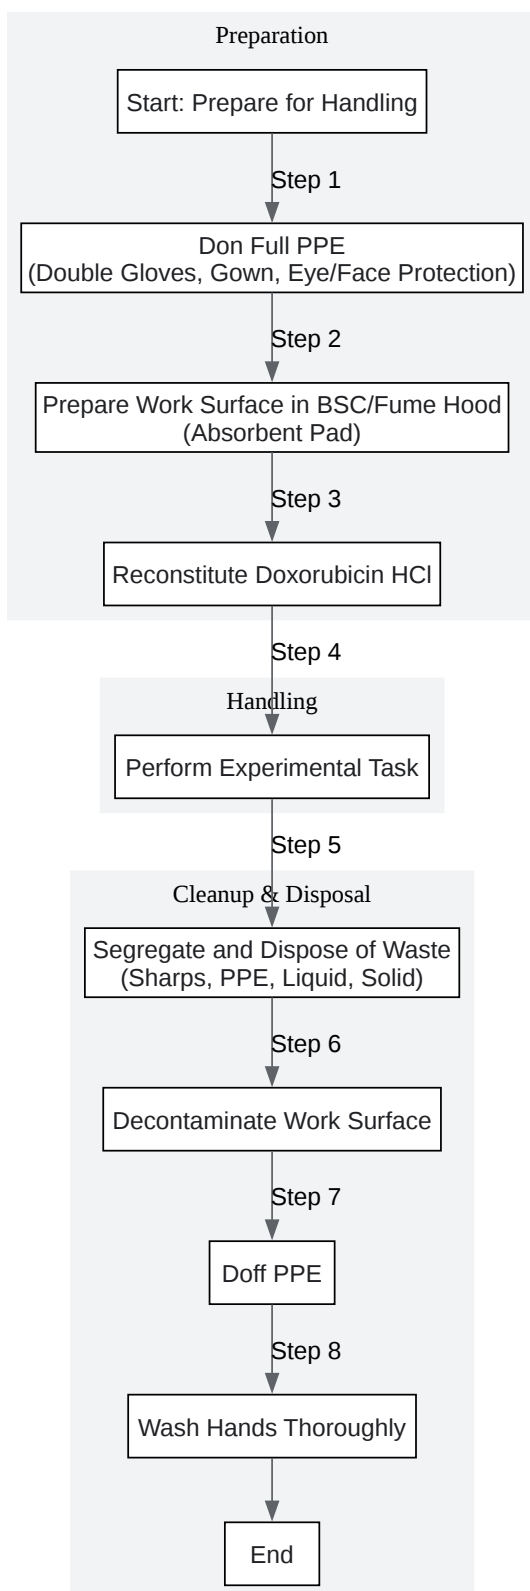 Preparation
Start: Prepare for Handling
Step 1
Don Full PPE
(Double Gloves, Gown, Eye/Face Protection)
Step 2
Prepare Work Surface in BSC/Fume Hood
(Absorbent Pad)
Step 3
Reconstitute Doxorubicin HCl
Step 4
Handling
Perform Experimental Task
Step 5
Cleanup & Disposal
Segregate and Dispose of Waste
(Sharps, PPE, Liquid, Solid)
Step 6
Decontaminate Work Surface
Step 7
Doff PPE
Step 8
Wash Hands Thoroughly
End